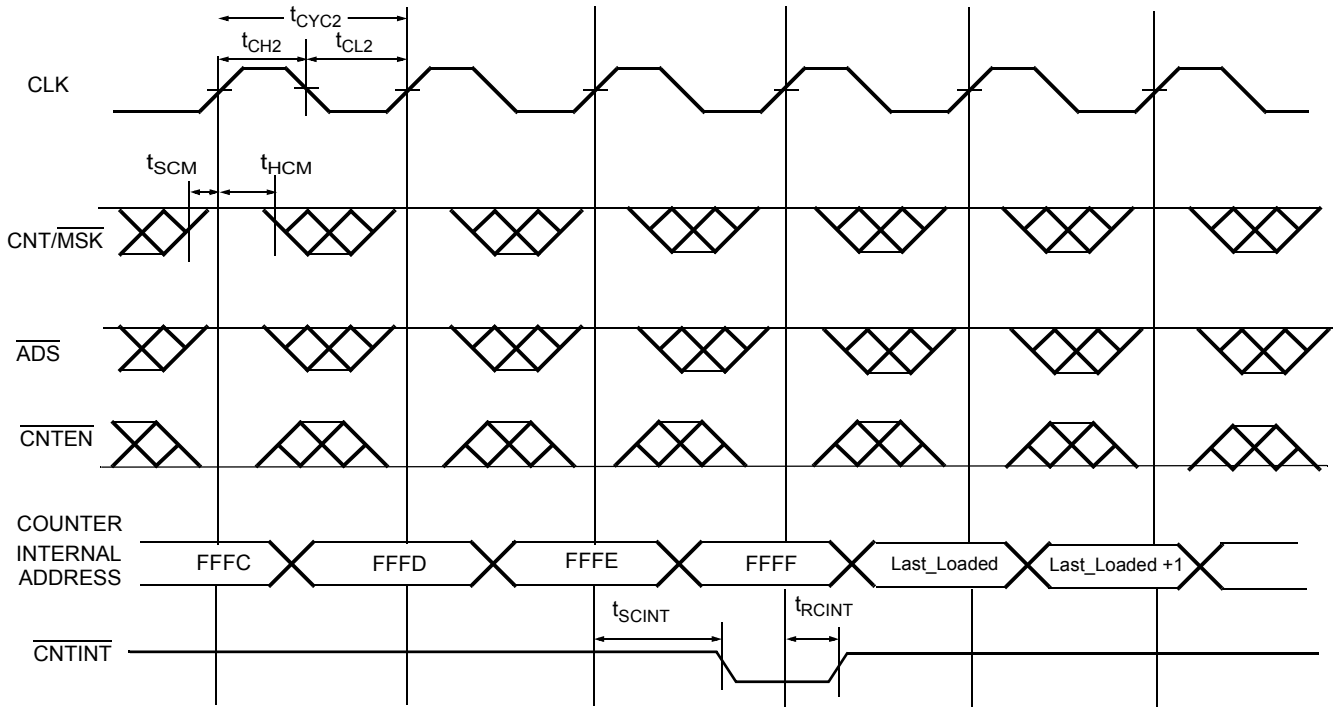 tCYC2
tCH2 tCL2
CLK
tSCM tHCM
CNT/MSK
ADS
CNTEN
COUNTER
INTERNAL
ADDRESS
FFFC FFFD FFFE FFFF Last_Loaded Last_Loaded +1
tSCINT tRCINT
CNTINT